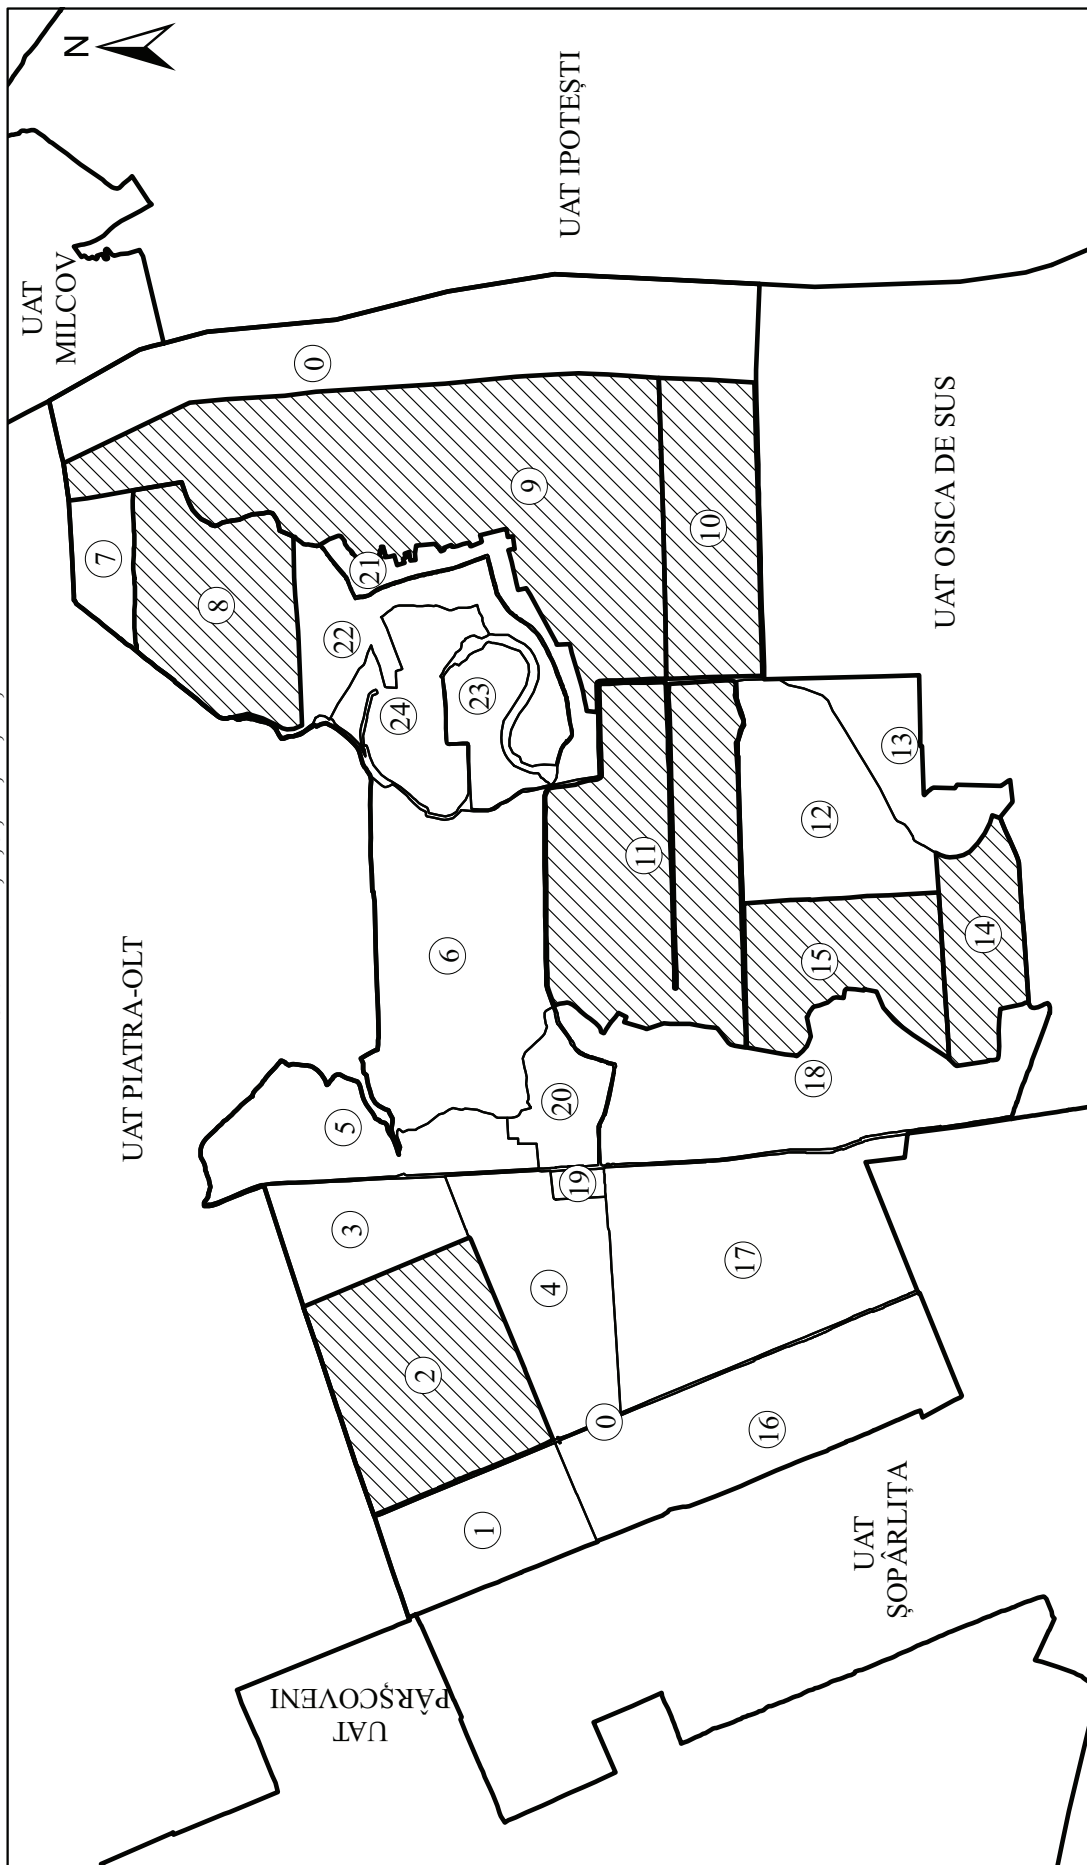 N
UAT
MILCOV
UAT IPOTEȘTI
UAT PIATRA-OLT
UAT OSICA DE SUS
UAT
ȘOPÂRLIȚA
UAT
PÂRȘCOVENI
0
7
8
9
10
21
22
23
24
6
11
12
13
14
15
5
20
18
19
3
4
17
2
0
1
16